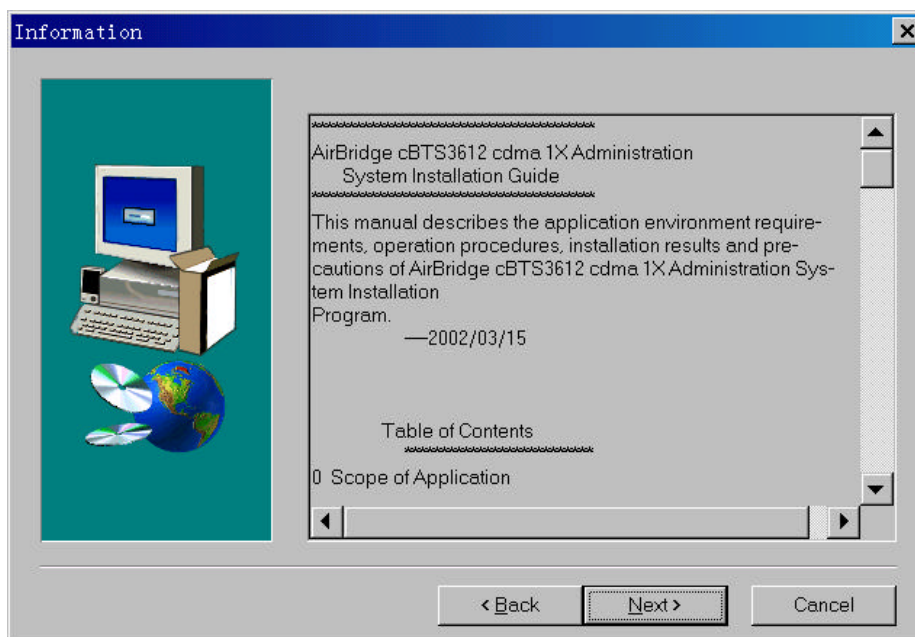 Information
****************************************
AirBridge cBTS3612 cdma 1X Administration
System Installation Guide
****************************************
This manual describes the application environment require-
ments, operation procedures, installation results and pre-
cautions of AirBridge cBTS3612 cdma 1X Administration Sys-
tem Installation
Program.
----2002/03/15
Table of Contents
***************************
0 Scope of Application
< Back
Next >
Cancel